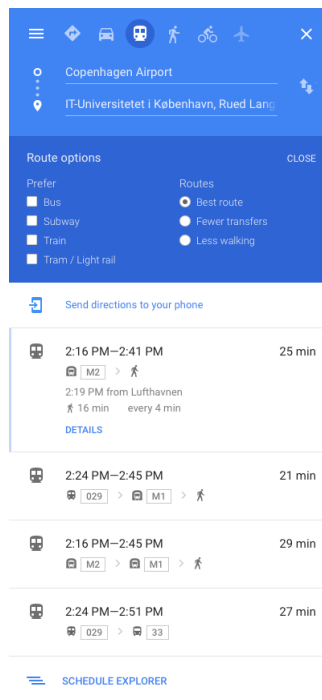 Copenhagen Airport
IT-Universitetet i København, Rued Lang
Route options
CLOSE
Prefer
Bus
Subway
Train
Tram / Light rail
Routes
Best route
Fewer transfers
Less walking
Send directions to your phone
2:16 PM—2:41 PM 25 min
M2
2:19 PM from Lufthavnen
16 min every 4 min
DETAILS
2:24 PM—2:45 PM 21 min
029 M1
2:16 PM—2:45 PM 29 min
M2 M1
2:24 PM—2:51 PM 27 min
029 33
SCHEDULE EXPLORER